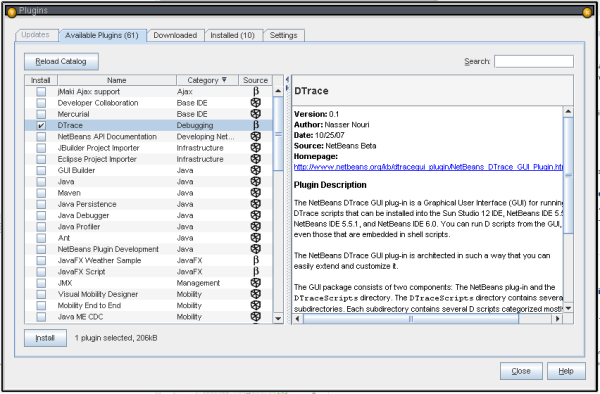 Plugins
Updates Available Plugins (61) Downloaded Installed (10) Settings
Reload Catalog Search:
Install Name Category Source
jMaki Ajax support Ajax β
Developer Collaboration Base IDE
Mercurial Base IDE
DTrace Debugging β
NetBeans API Documentation Developing Net...
JBuilder Project Importer Infrastructure
Eclipse Project Importer Infrastructure
GUI Builder Java
Java Java
Maven Java
Java Persistence Java
Java Debugger Java
Java Profiler Java
Ant Java
NetBeans Plugin Development Java
JavaFX Weather Sample JavaFX β
JavaFX Script JavaFX β
JMX Management
Visual Mobility Designer Mobility
Mobility End to End Mobility
Java ME CDC Mobility
DTrace
Version: 0.1
Author: Nasser Nouri
Date: 10/25/07
Source: NetBeans Beta
Homepage:
http://www.netbeans.org/kb/dtracegui_plugin/NetBeans_DTrace_GUI_Plugin.htm
Plugin Description
The NetBeans DTrace GUI plug-in is a Graphical User Interface (GUI) for running
DTrace scripts that can be installed into the Sun Studio 12 IDE, NetBeans IDE 5.5
NetBeans IDE 5.5.1, and NetBeans IDE 6.0. You can run D scripts from the GUI,
even those that are embedded in shell scripts.
The NetBeans DTrace GUI plug-in is architected in such a way that you can
easily extend and customize it.
The GUI package consists of two components: The NetBeans plug-in and the
DTraceScripts directory. The DTraceScripts directory contains severa
subdirectories. Each subdirectory contains several D scripts categorized mostl
Install 1 plugin selected, 206kB
Close Help